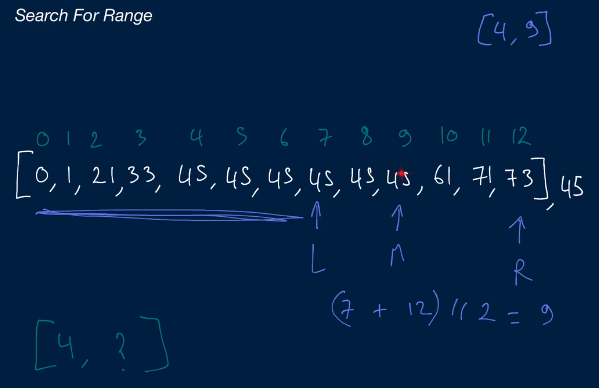 Search For Range
[4, 9]
0 1 2 3 4 5 6 7 8 9 10 11 12
[0, 1, 21, 33, 45, 45, 45, 45, 45, 45, 61, 71, 73], 45
L M R
(7 + 12) // 2 = 9
[4, ?]